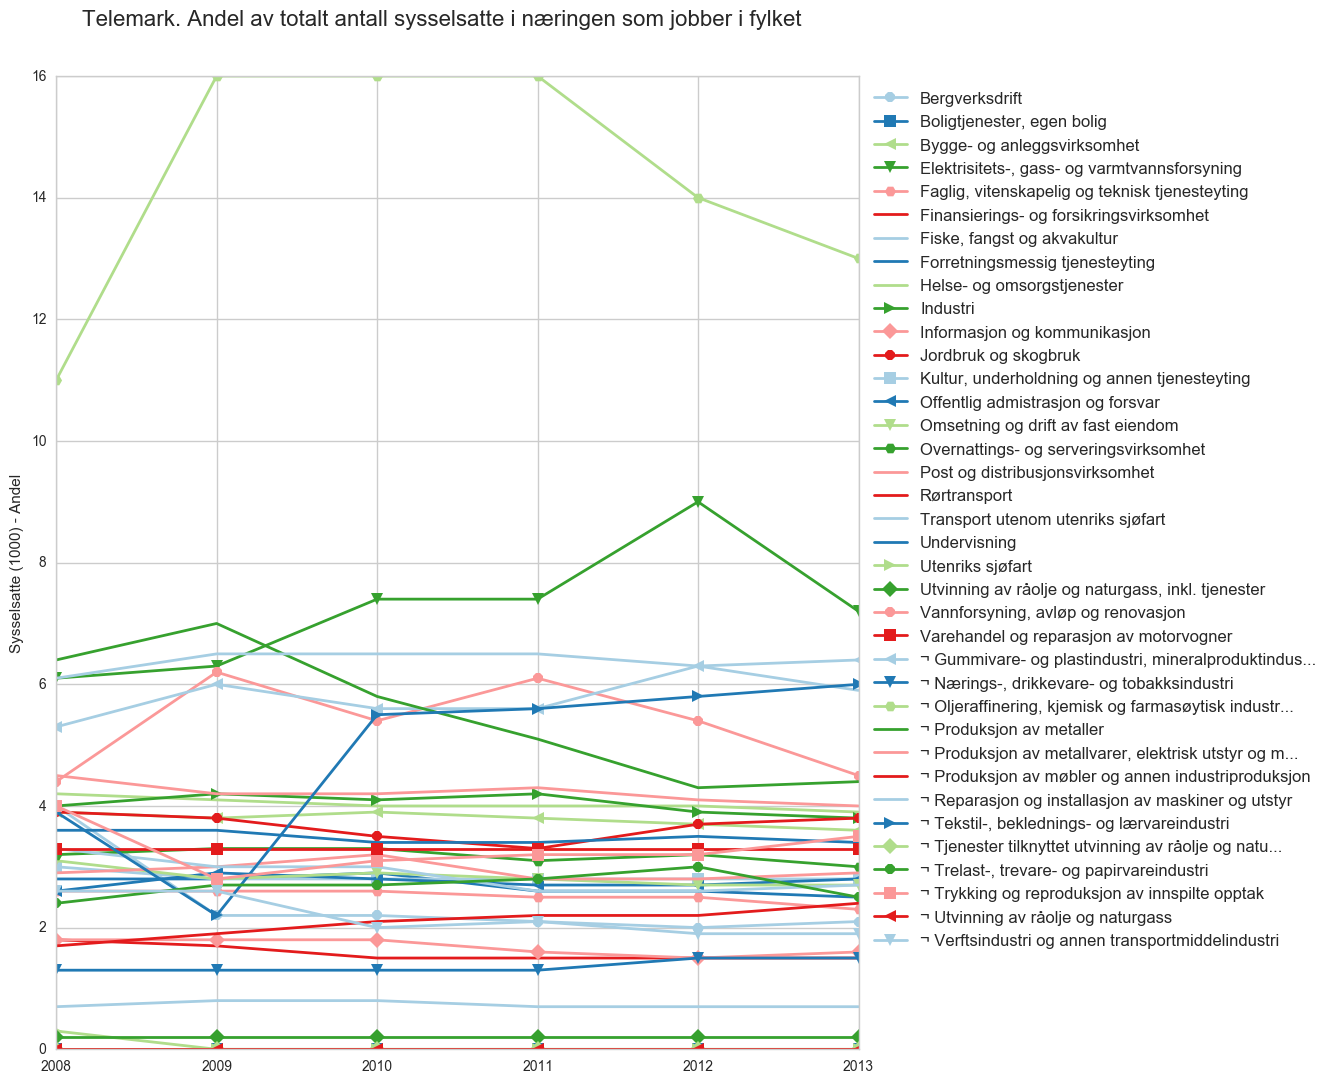 Telemark. Andel av totalt antall sysselsatte i næringen som jobber i fylket
16
14
12
10
8
6
4
2
0
Sysselsatte (1000) - Andel
2008
2009
2010
2011
2012
2013
Bergverksdrift
Boligtjenester, egen bolig
Bygge- og anleggsvirksomhet
Elektrisitets-, gass- og varmtvannsforsyning
Faglig, vitenskapelig og teknisk tjenesteyting
Finansierings- og forsikringsvirksomhet
Fiske, fangst og akvakultur
Forretningsmessig tjenesteyting
Helse- og omsorgstjenester
Industri
Informasjon og kommunikasjon
Jordbruk og skogbruk
Kultur, underholdning og annen tjenesteyting
Offentlig admistrasjon og forsvar
Omsetning og drift av fast eiendom
Overnattings- og serveringsvirksomhet
Post og distribusjonsvirksomhet
Rørtransport
Transport utenom utenriks sjøfart
Undervisning
Utenriks sjøfart
Utvinning av råolje og naturgass, inkl. tjenester
Vannforsyning, avløp og renovasjon
Varehandel og reparasjon av motorvogner
¬ Gummivare- og plastindustri, mineralproduktindus...
¬ Nærings-, drikkevare- og tobakksindustri
¬ Oljeraffinering, kjemisk og farmasøytisk industr...
¬ Produksjon av metaller
¬ Produksjon av metallvarer, elektrisk utstyr og m...
¬ Produksjon av møbler og annen industriproduksjon
¬ Reparasjon og installasjon av maskiner og utstyr
¬ Tekstil-, beklednings- og lærvareindustri
¬ Tjenester tilknyttet utvinning av råolje og natu...
¬ Trelast-, trevare- og papirvareindustri
¬ Trykking og reproduksjon av innspilte opptak
¬ Utvinning av råolje og naturgass
¬ Verftsindustri og annen transportmiddelindustri